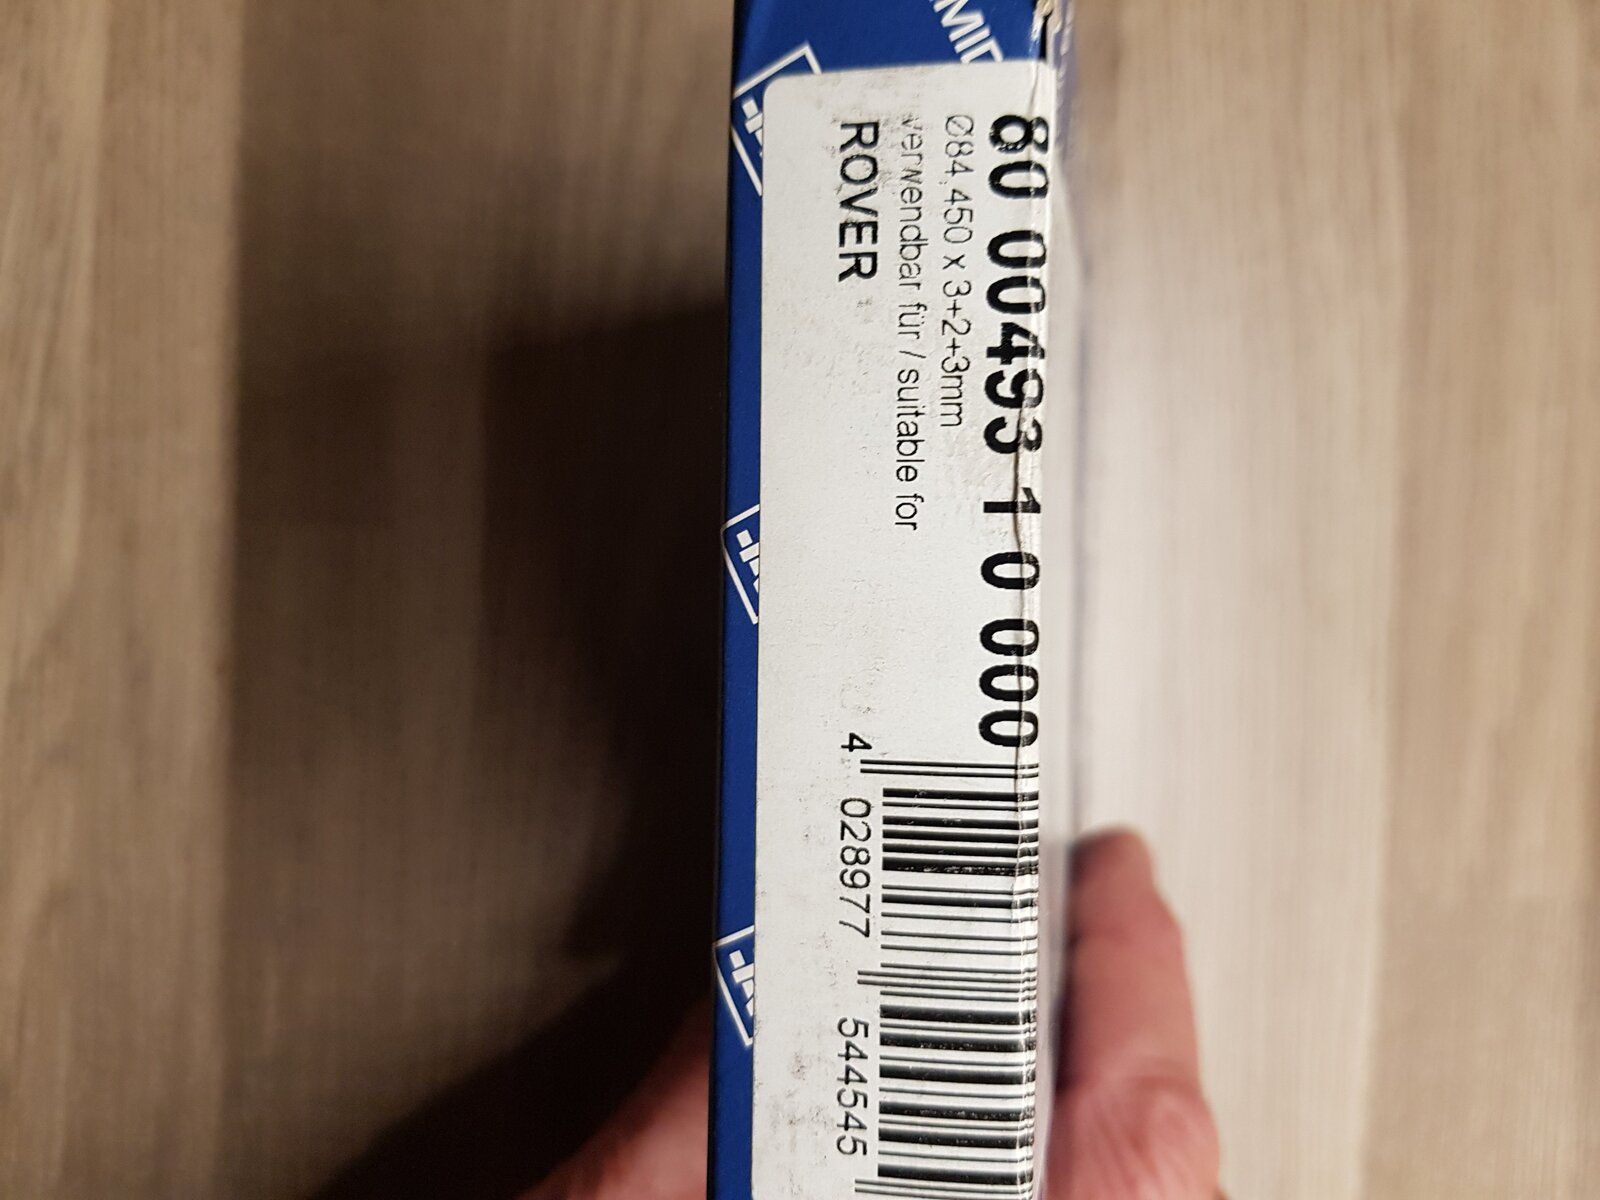 80 00493 1 0 000
Ø84,450 x 3+2+3mm
verwendbar für / suitable for
ROVER
4 028977 544545